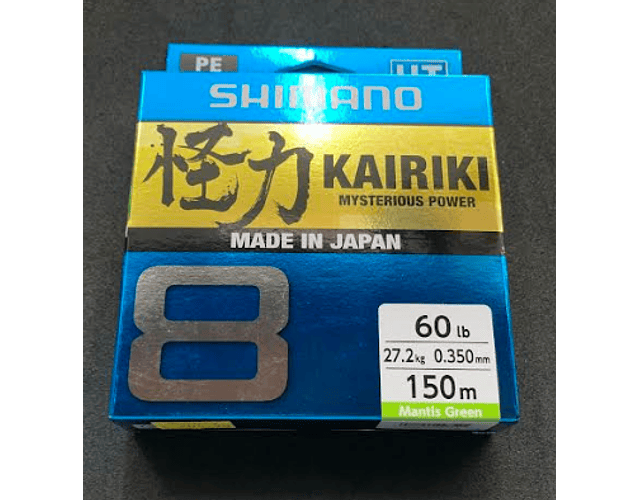 PE
SHIMANO
怪力 KAIRIKI
MYSTERIOUS POWER
MADE IN JAPAN
8
60 lb
27.2kg 0.350mm
150m
Mantis Green